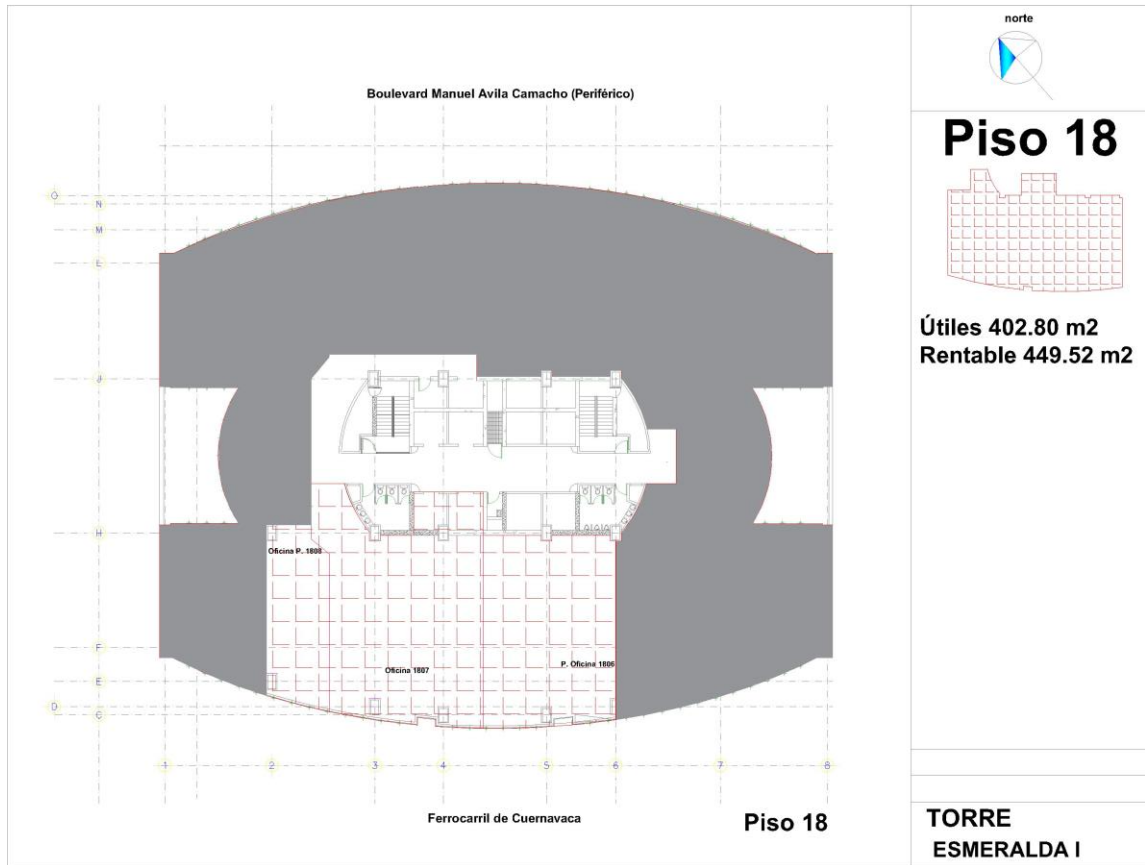 norte
Boulevard Manuel Avila Camacho (Periférico)
Piso 18
Útiles 402.80 m2
Rentable 449.52 m2
N
M
L
J
H
Oficina P. 1808
F
Oficina 1807
P. Oficina 1806
E
D
C
1
2
3
4
5
6
7
8
Ferrocarril de Cuernavaca
Piso 18
TORRE
ESMERALDA I